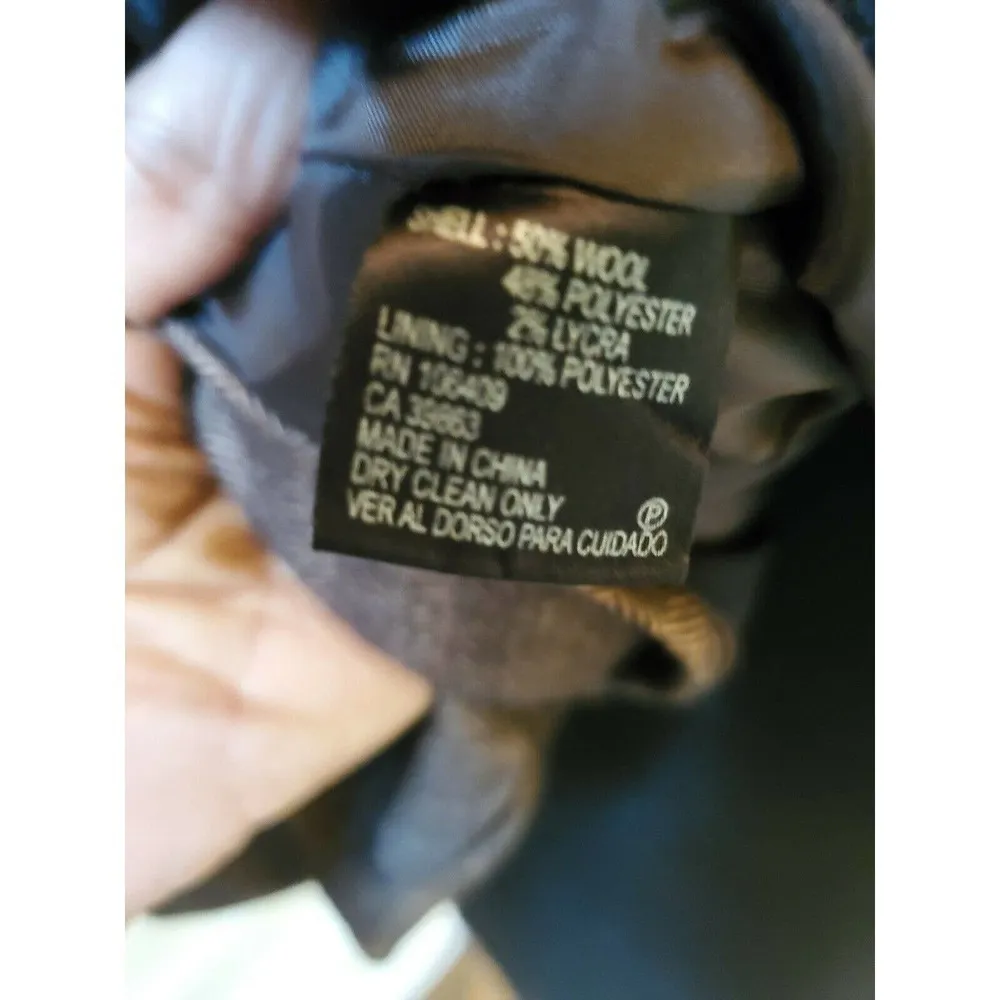 SHELL : 50% WOOL
48% POLYESTER
2% LYCRA
LINING : 100% POLYESTER
RN 106409
CA 39863
MADE IN CHINA
DRY CLEAN ONLY
P
VER AL DORSO PARA CUIDADO